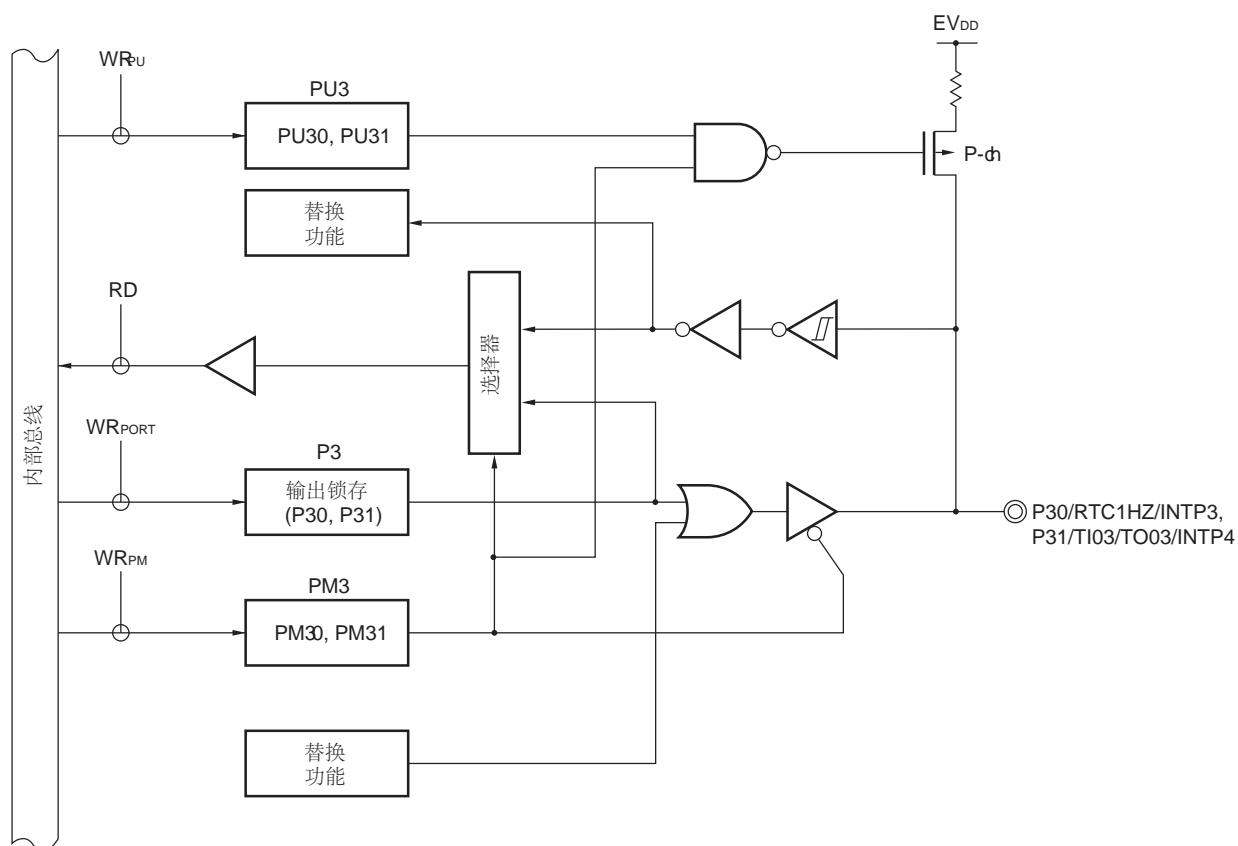 EVDD
WRPU
PU3
PU30, PU31
P-ch
替换
功能
RD
选择器
内部总线
WRPORT
P3
输出锁存
(P30, P31)
P30/RTC1HZ/INTP3,
P31/TI03/TO03/INTP4
WRPM
PM3
PM30, PM31
替换
功能